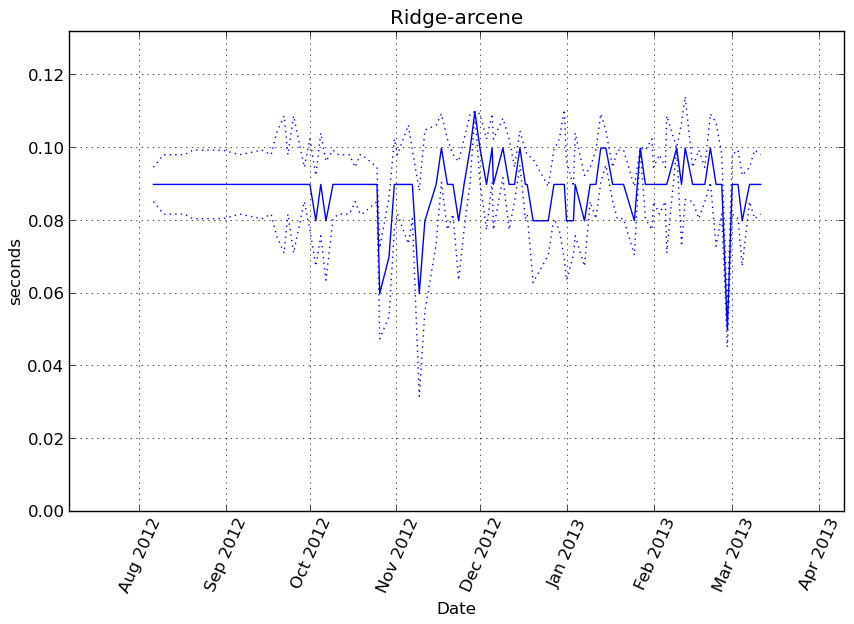 Ridge-arcene
0.12
0.10
0.08
0.06
0.04
0.02
0.00
seconds
Aug 2012
Sep 2012
Oct 2012
Nov 2012
Dec 2012
Jan 2013
Feb 2013
Mar 2013
Apr 2013
Date